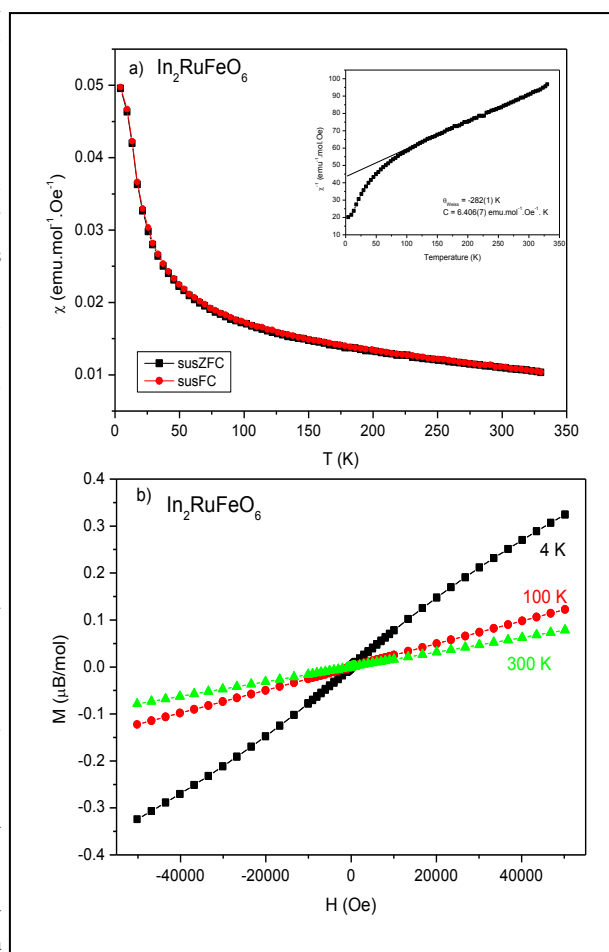 a) In₂RuFeO₆
0.05
0.04
0.03
0.02
0.01
χ (emu.mol⁻¹.Oe⁻¹)
100
90
80
70
60
50
40
30
20
10
0
χ⁻¹ (emu⁻¹.mol.Oe)
θWeiss = -282(1) K
C = 6.406(7) emu.mol⁻¹.Oe⁻¹. K
0 50 100 150 200 250 300 350
Temperature (K)
susZFC
susFC
0 50 100 150 200 250 300 350
T (K)
b) In₂RuFeO₆
0.4
0.3
0.2
0.1
0.0
-0.1
-0.2
-0.3
-0.4
M (μB/mol)
4 K
100 K
300 K
-40000 -20000 0 20000 40000
H (Oe)